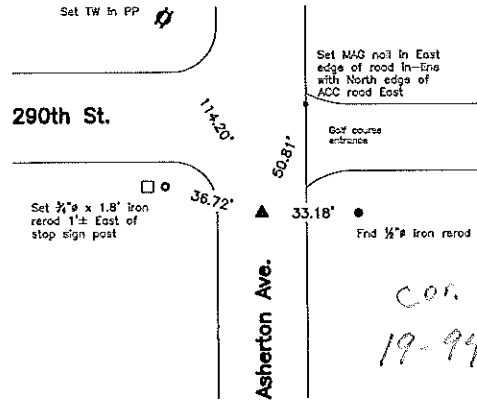 Set TW in PP
Set MAG nail in East
edge of road in-line
with North edge of
ACC road East
290th St.
114.20'
50.81'
Golf course
entrance
36.72'
33.18'
Set ¾"ø x 1.8' iron
rerod 1'± East of
stop sign post
Fnd ½"ø iron rerod
Asherton Ave.
Cor.
19-94